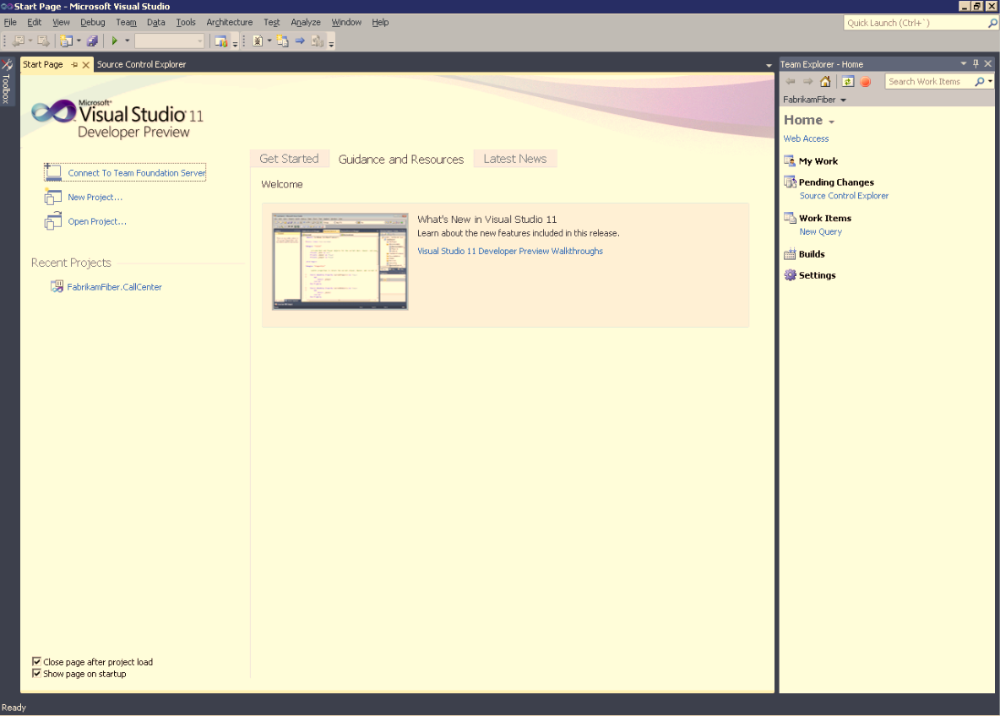 Start Page - Microsoft Visual Studio
File Edit View Debug Team Data Tools Architecture Test Analyze Window Help
Quick Launch (Ctrl+`)
Toolbox
Start Page
Source Control Explorer
Microsoft®
Visual Studio 11
Developer Preview
Connect To Team Foundation Server
New Project...
Open Project...
Recent Projects
FabrikamFiber.CallCenter
Close page after project load
Show page on startup
Get Started Guidance and Resources Latest News
Welcome
What's New in Visual Studio 11
Learn about the new features included in this release.
Visual Studio 11 Developer Preview Walkthroughs
Team Explorer - Home
Search Work Items
FabrikamFiber
Home
Web Access
My Work
Pending Changes
Source Control Explorer
Work Items
New Query
Builds
Settings
Ready